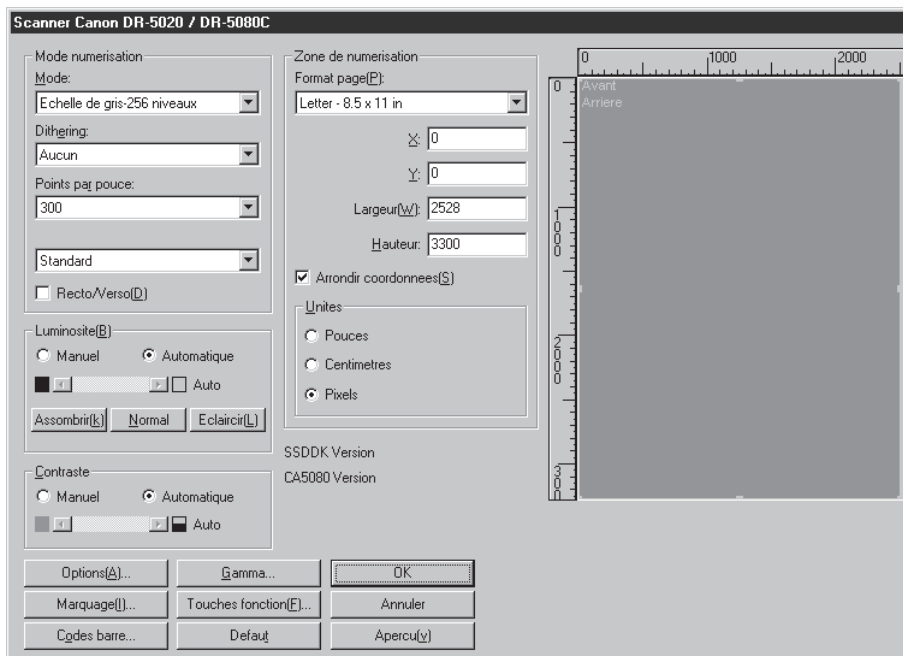 Scanner Canon DR-5020 / DR-5080C
Mode numerisation
Mode:
Echelle de gris-256 niveaux
Dithering:
Aucun
Points par pouce:
300
Standard
Recto/Verso(D)
Luminosite(B)
Manuel
Automatique
Auto
Assombrir(k)
Normal
Eclaircir(L)
Contraste
Manuel
Automatique
Auto
Zone de numerisation
Format page(P):
Letter - 8.5 x 11 in
X: 0
Y: 0
Largeur(W): 2528
Hauteur: 3300
Arrondir coordonnees(S)
Unites
Pouces
Centimetres
Pixels
SSDDK Version
CA5080 Version
0 1000 2000
0
1000
2000
300
Avant
Arriere
Options(A)...
Gamma...
OK
Marquage(I)...
Touches fonction(F)...
Annuler
Codes barre...
Defaut
Apercu(v)